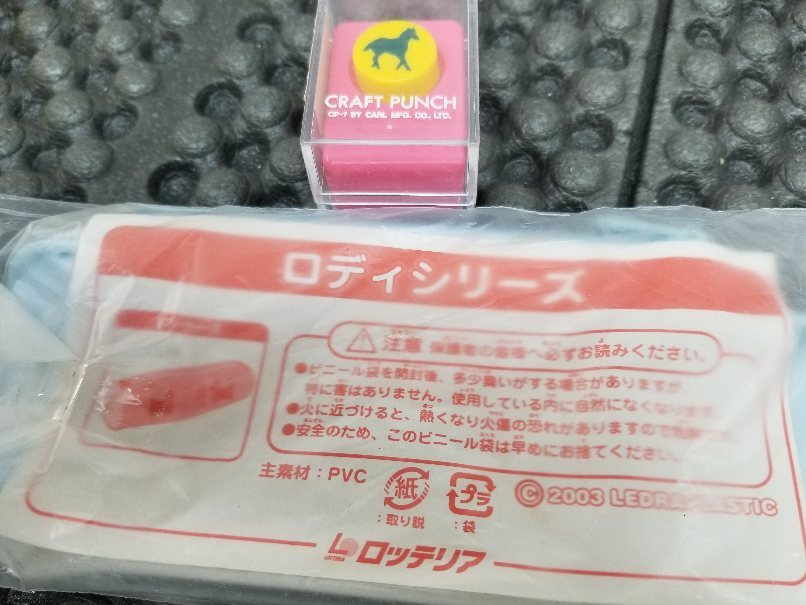 CRAFT PUNCH
CP-1 BY CARL MFG. CO., LTD.
ロディシリーズ
注意 保護者の皆様へ必ずお読みください。
●ビニール袋を開封後、多少臭いがする場合がありますが
特に害はありません。使用している内に自然になくなります。
●火に近づけると、熱くなり火傷の恐れがありますので
●安全のため、このビニール袋は早めにお捨てください。
主素材：PVC
紙
：取り説
プラ
：袋
© 2003 LEDRAPLASTIC
LOTTERIA
ロッテリア